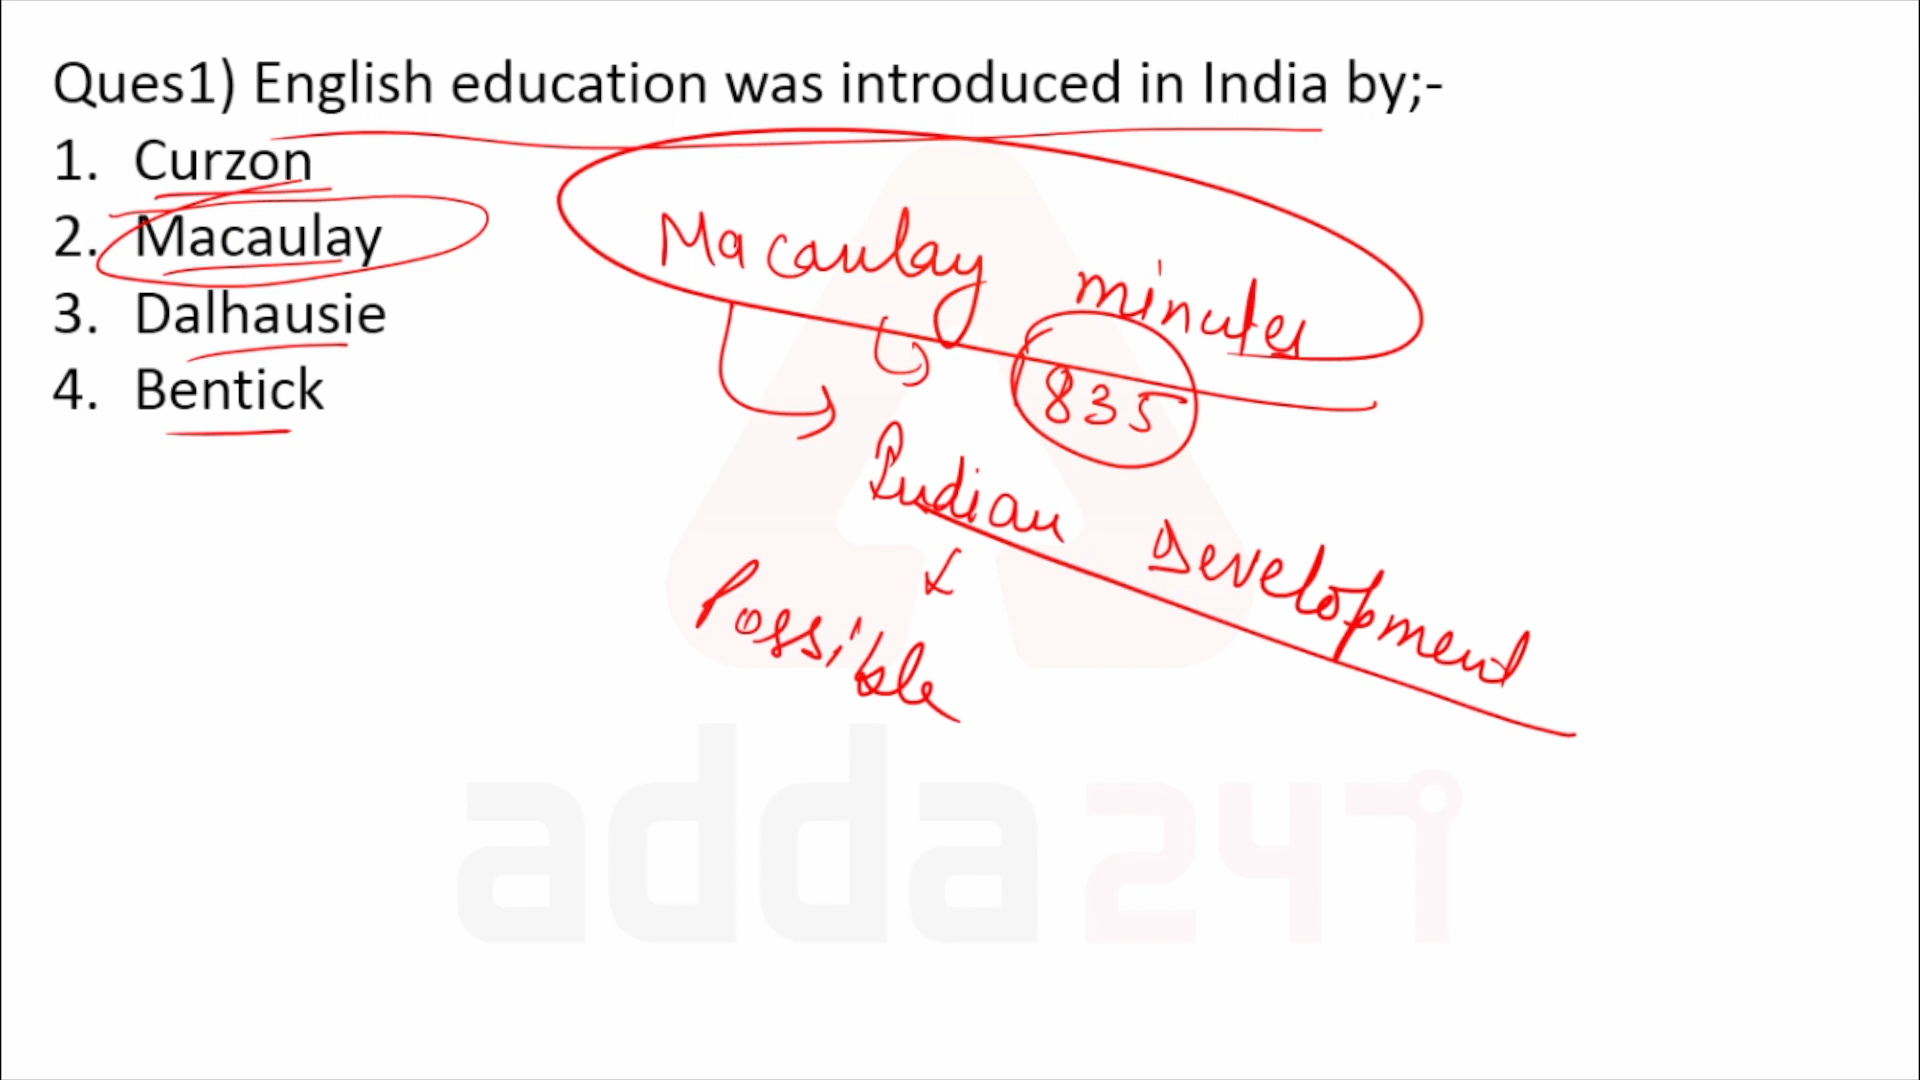 Ques1) English education was introduced in India by;-
1. Curzon
2. Macaulay
3. Dalhausie
4. Bentick
Macaulay minutes
1835
Indian Development
Possible
adda247